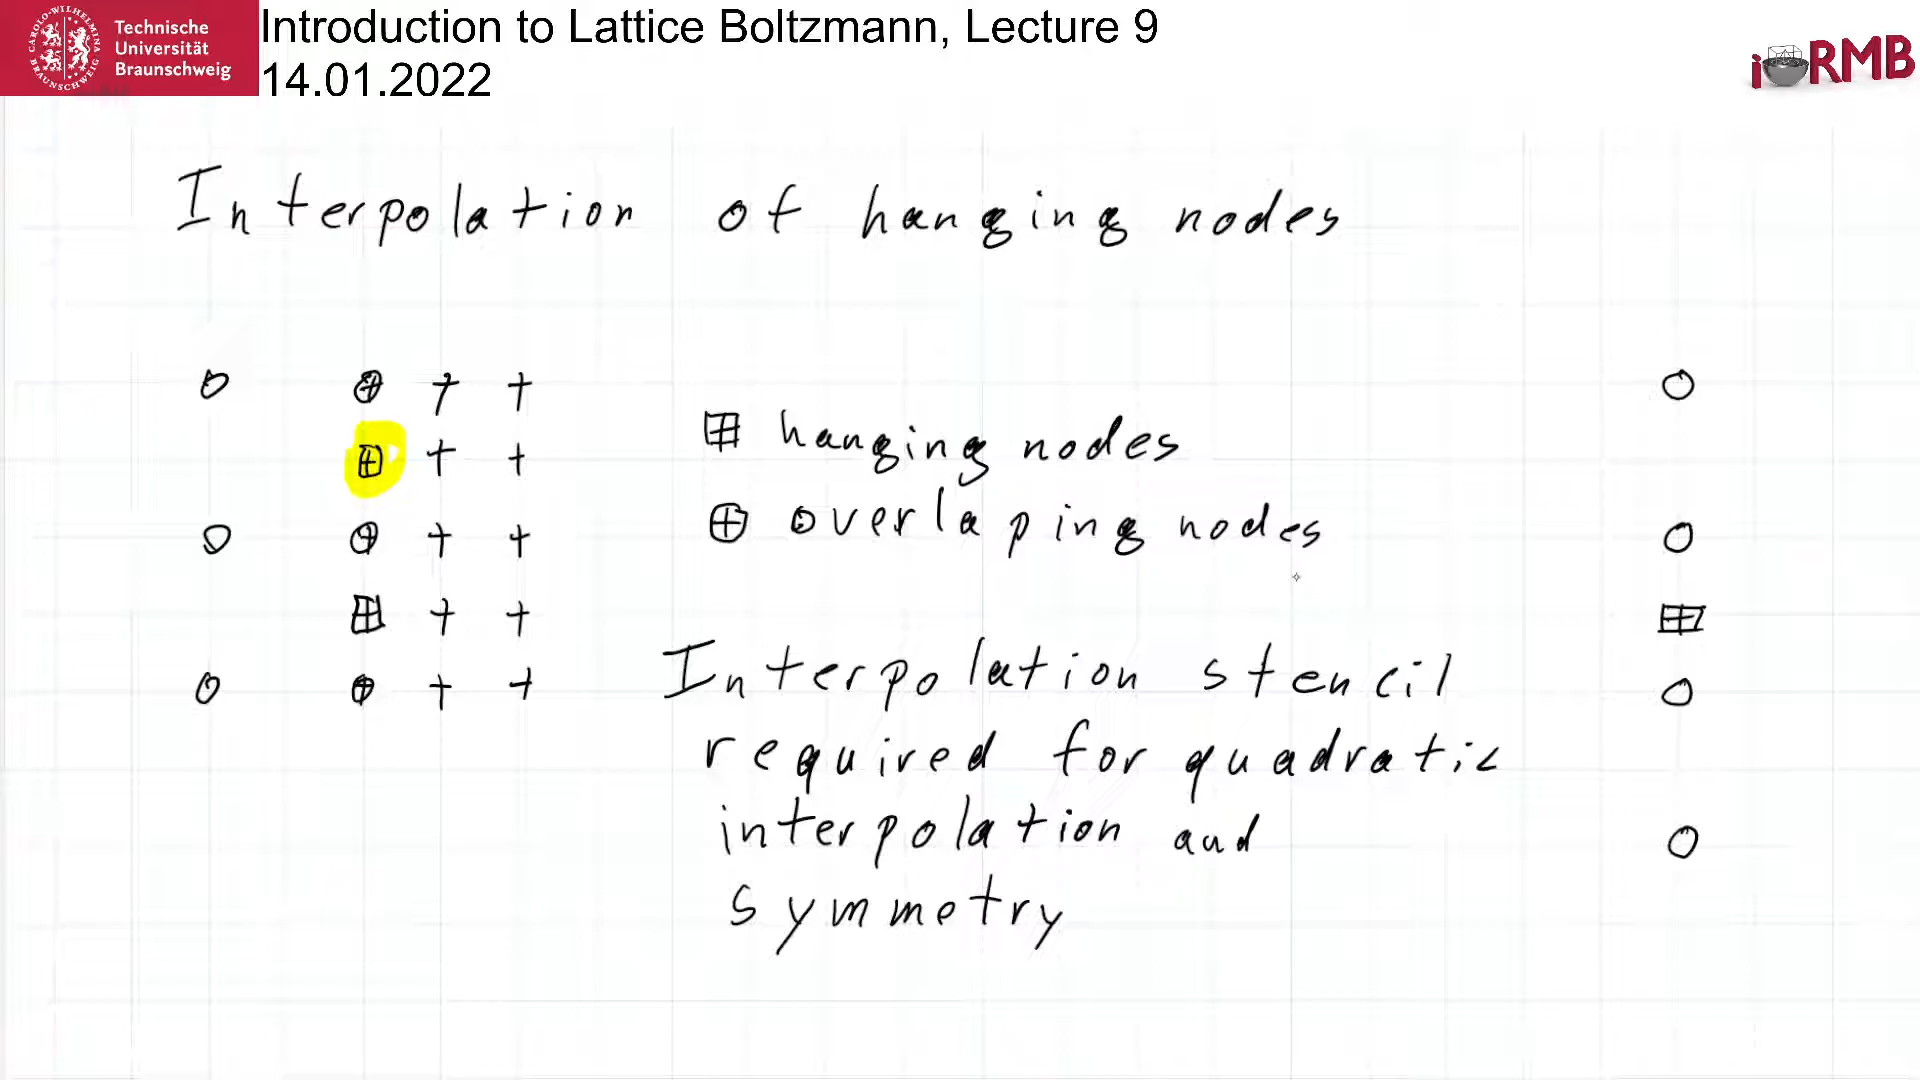 Technische
Universität
Braunschweig
Introduction to Lattice Boltzmann, Lecture 9
14.01.2022
iRMB
Interpolation of hanging nodes
hanging nodes
overlaping nodes
Interpolation stencil
required for quadratic
interpolation and
symmetry